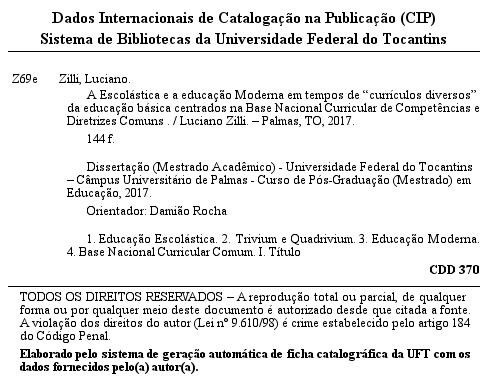 Dados Internacionais de Catalogação na Publicação (CIP)
Sistema de Bibliotecas da Universidade Federal do Tocantins
Z69e Zilli, Luciano.
A Escolástica e a educação Moderna em tempos de “currículos diversos”
da educação básica centrados na Base Nacional Curricular de Competências e
Diretrizes Comuns . / Luciano Zilli. – Palmas, TO, 2017.
144 f.
Dissertação (Mestrado Acadêmico) - Universidade Federal do Tocantins
– Câmpus Universitário de Palmas - Curso de Pós-Graduação (Mestrado) em
Educação, 2017.
Orientador: Damião Rocha
1. Educação Escolástica. 2. Trivium e Quadrivium. 3. Educação Moderna.
4. Base Nacional Curricular Comum. I. Título
CDD 370
TODOS OS DIREITOS RESERVADOS – A reprodução total ou parcial, de qualquer
forma ou por qualquer meio deste documento é autorizado desde que citada a fonte.
A violação dos direitos do autor (Lei nº 9.610/98) é crime estabelecido pelo artigo 184
do Código Penal.
Elaborado pelo sistema de geração automática de ficha catalográfica da UFT com os
dados fornecidos pelo(a) autor(a).